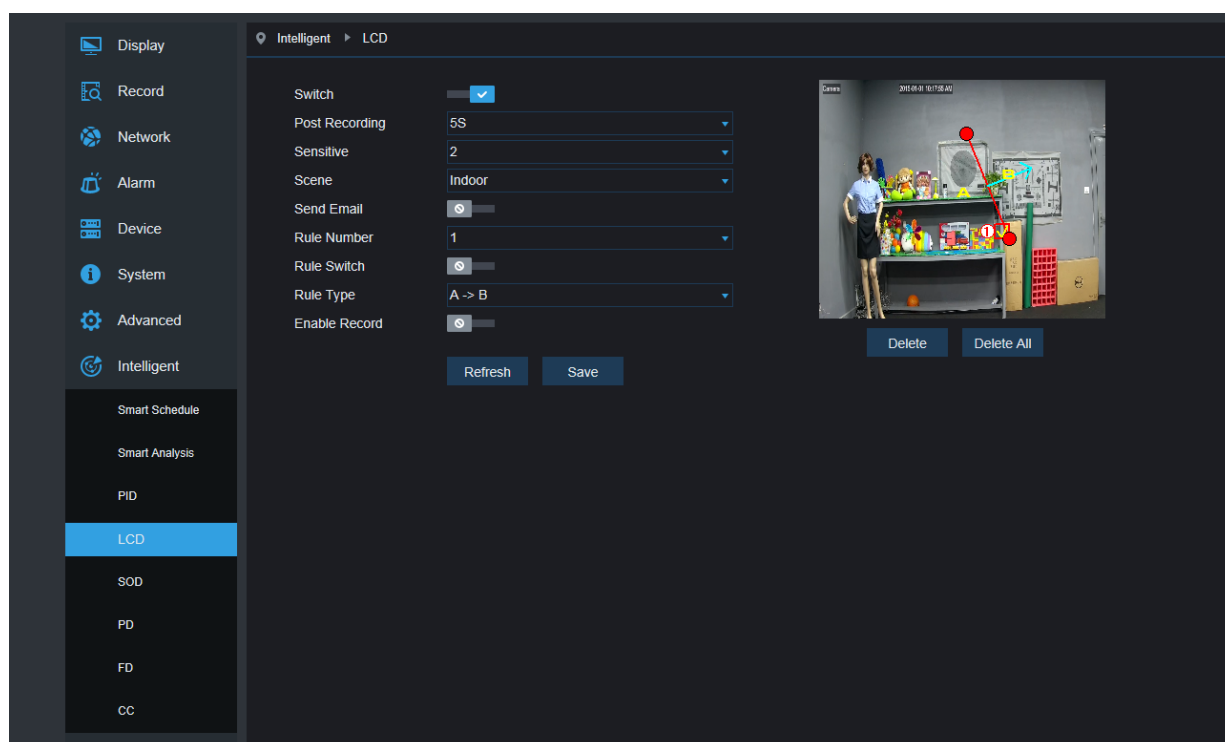 Display
Record
Network
Alarm
Device
System
Advanced
Intelligent
Smart Schedule
Smart Analysis
PID
LCD
SOD
PD
FD
CC
Intelligent LCD
Switch
Post Recording 5S
Sensitive 2
Scene Indoor
Send Email
Rule Number 1
Rule Switch
Rule Type A -> B
Enable Record
Refresh Save
Camera
A
B
1
Delete Delete All